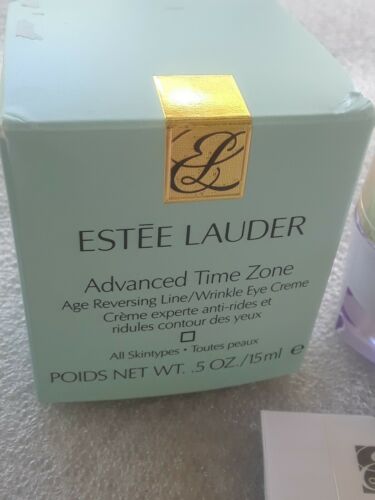 EL
ESTĒE LAUDER
Advanced Time Zone
Age Reversing Line/Wrinkle Eye Creme
Crème experte anti-rides et
ridules contour des yeux
All Skintypes • Toutes peaux
POIDS NET WT. .5 OZ./15ml ℮